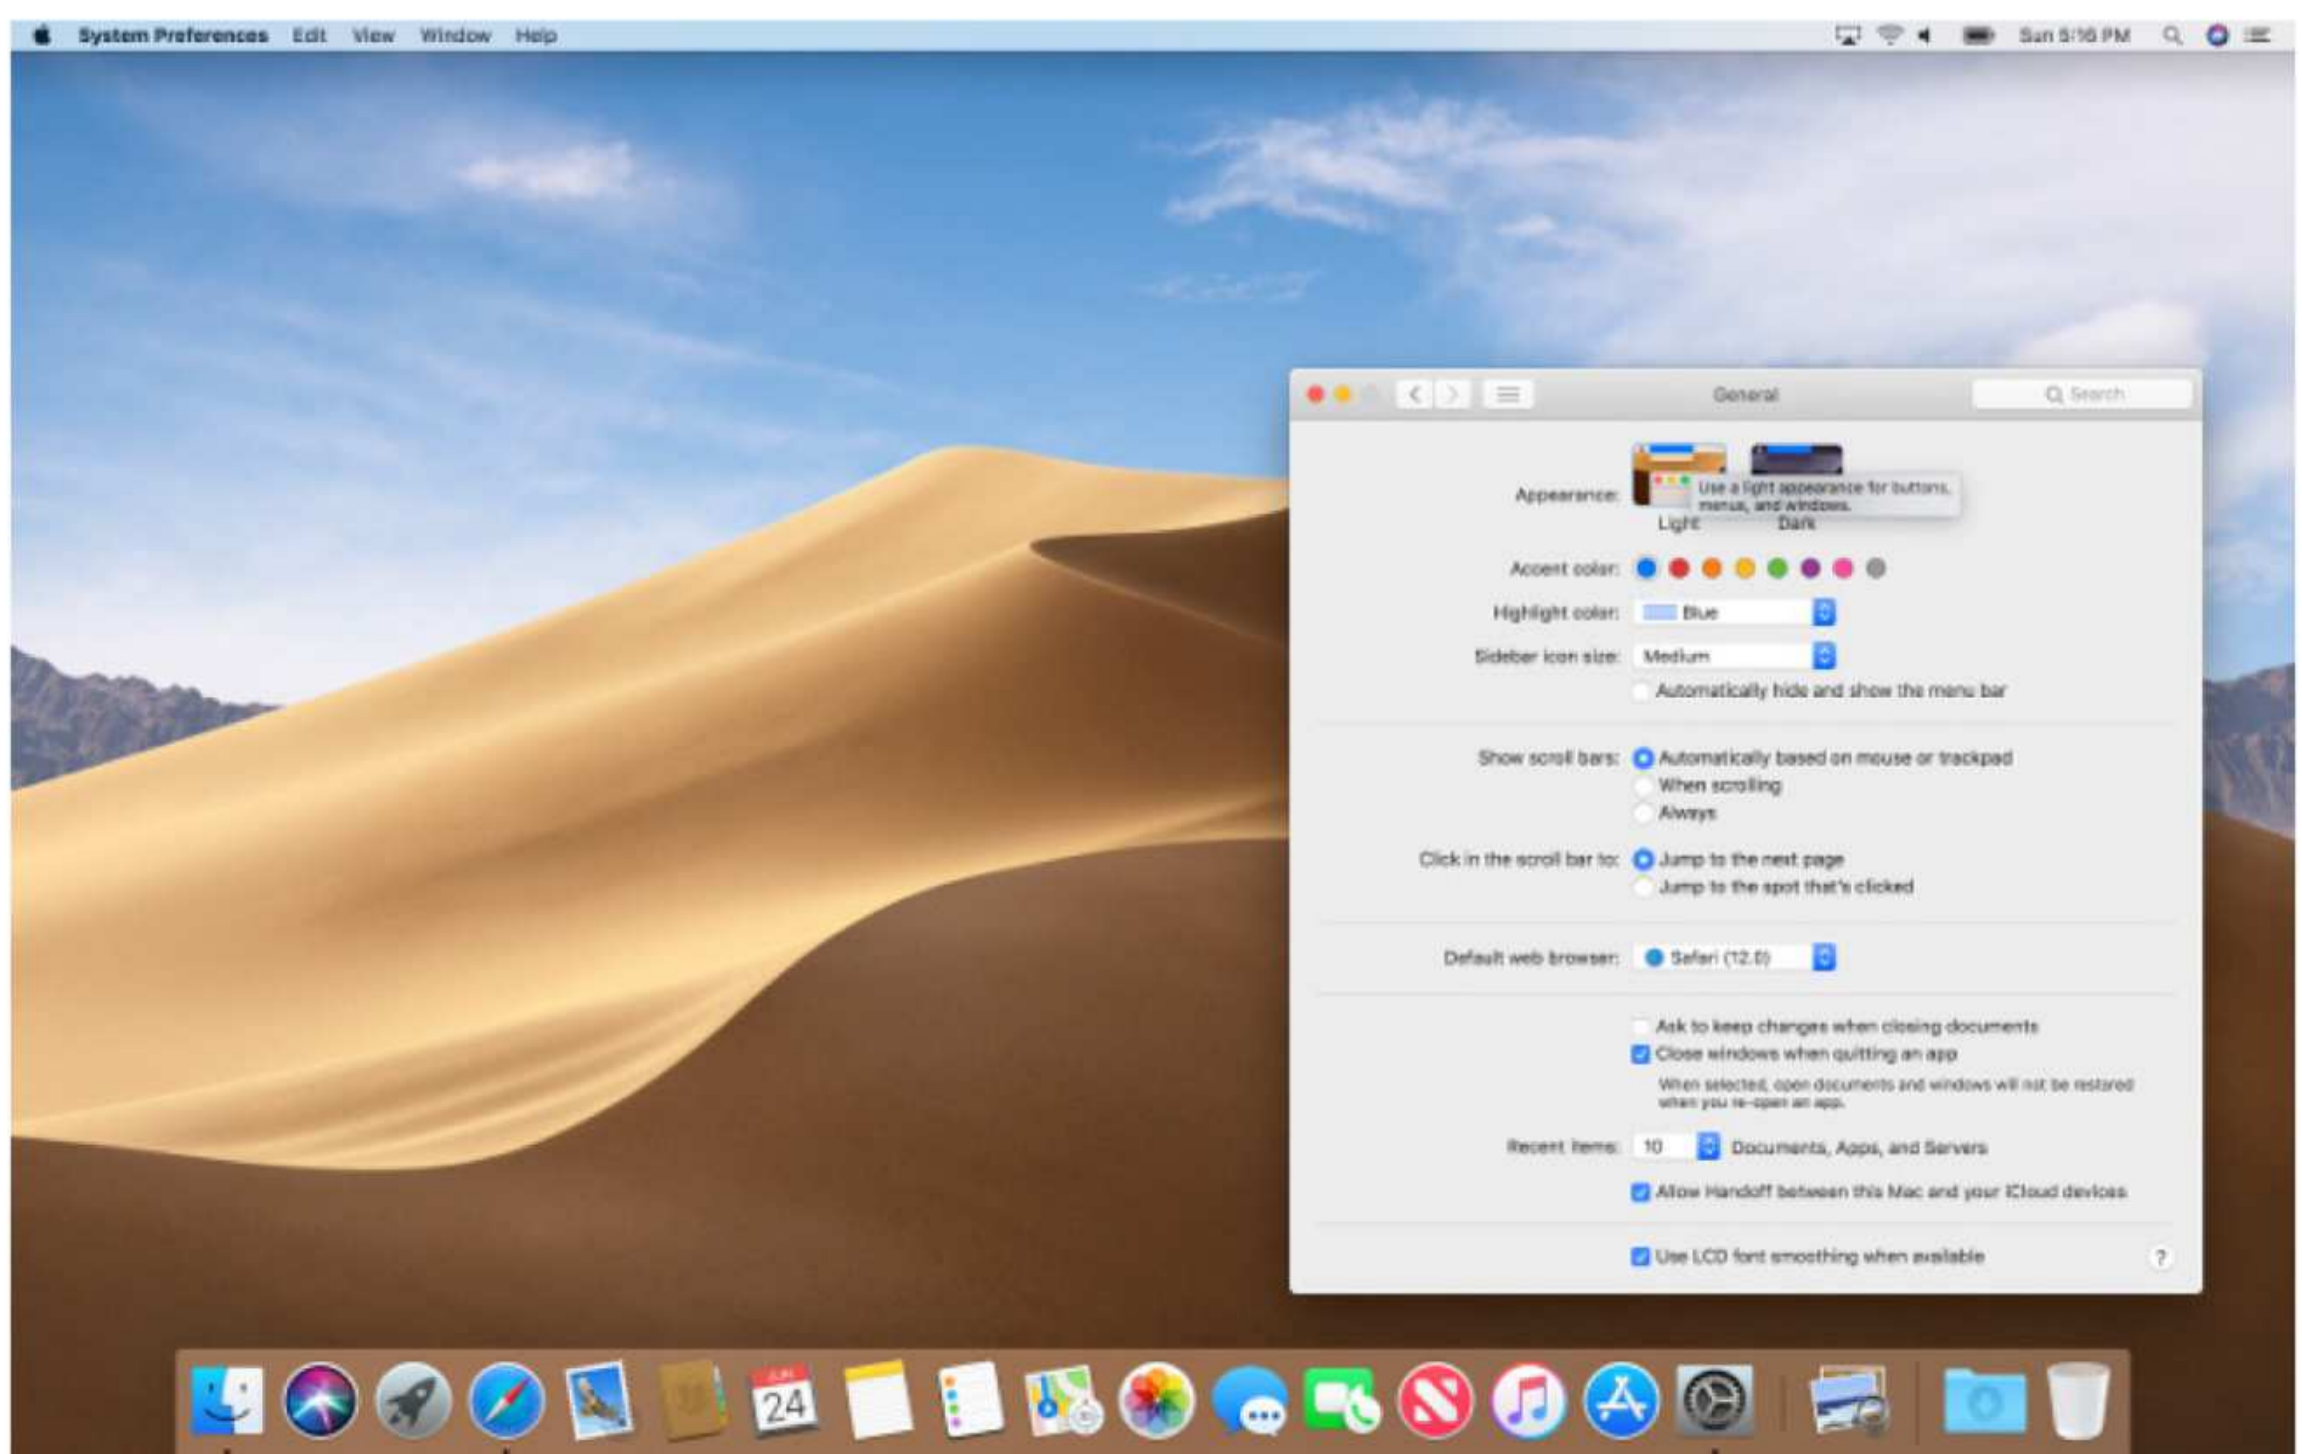 System Preferences Edit View Window Help
Sun 5:16 PM
General
Search
Appearance:
Use a light appearance for buttons,
menus, and windows.
Light Dark
Accent color:
Highlight color: Blue
Sidebar icon size: Medium
Automatically hide and show the menu bar
Show scroll bars: Automatically based on mouse or trackpad
When scrolling
Always
Click in the scroll bar to: Jump to the next page
Jump to the spot that's clicked
Default web browser: Safari (12.0)
Ask to keep changes when closing documents
Close windows when quitting an app
When selected, open documents and windows will not be restored
when you re-open an app.
Recent items: 10 Documents, Apps, and Servers
Allow Handoff between this Mac and your iCloud devices
Use LCD font smoothing when available ?
JUN
24